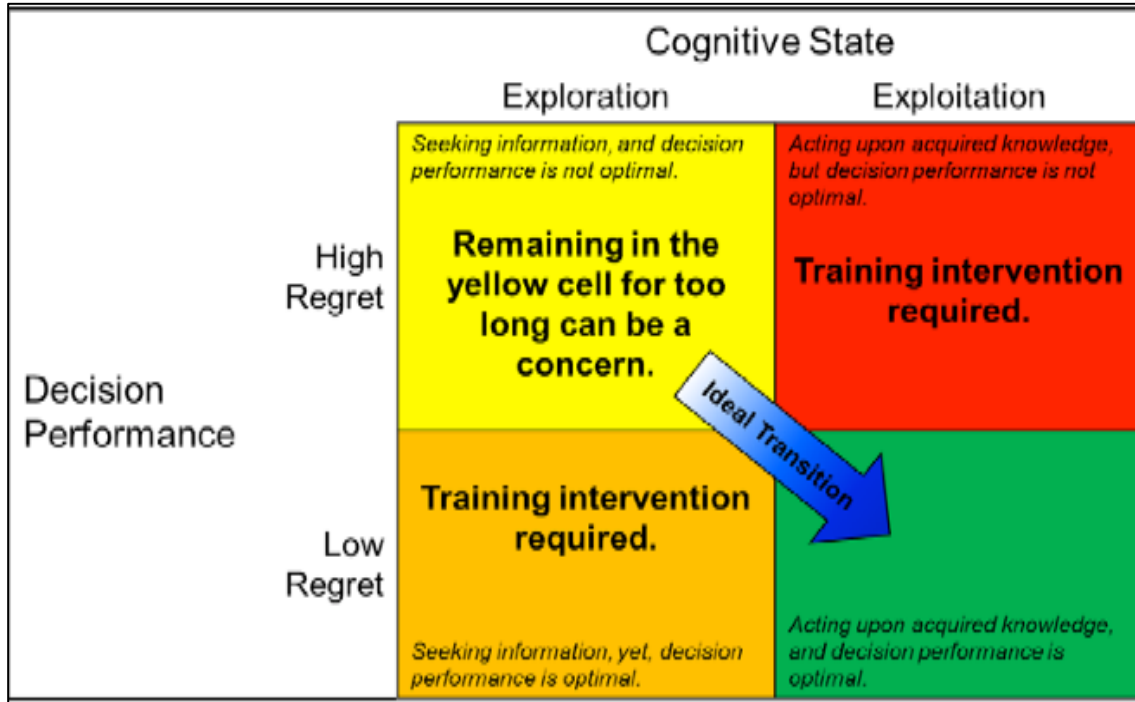 Cognitive State
Exploration
Exploitation
Seeking information, and decision
performance is not optimal.
Remaining in the
yellow cell for too
long can be a
concern.
Acting upon acquired knowledge,
but decision performance is not
optimal.
Training intervention
required.
High
Regret
Decision
Performance
Ideal Transition
Low
Regret
Training intervention
required.
Seeking information, yet, decision
performance is optimal.
Acting upon acquired knowledge,
and decision performance is
optimal.